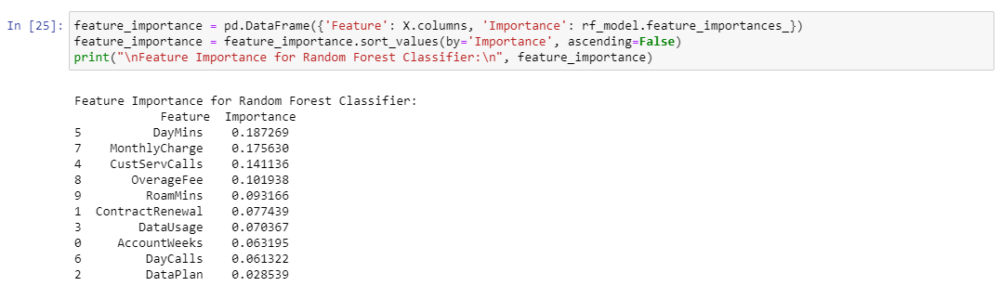 In [25]: feature_importance = pd.DataFrame({'Feature': X.columns, 'Importance': rf_model.feature_importances_})
feature_importance = feature_importance.sort_values(by='Importance', ascending=False)
print("\nFeature Importance for Random Forest Classifier:\n", feature_importance)
Feature Importance for Random Forest Classifier:
Feature Importance
5 DayMins 0.187269
7 MonthlyCharge 0.175630
4 CustServCalls 0.141136
8 OverageFee 0.101938
9 RoamMins 0.093166
1 ContractRenewal 0.077439
3 DataUsage 0.070367
0 AccountWeeks 0.063195
6 DayCalls 0.061322
2 DataPlan 0.028539